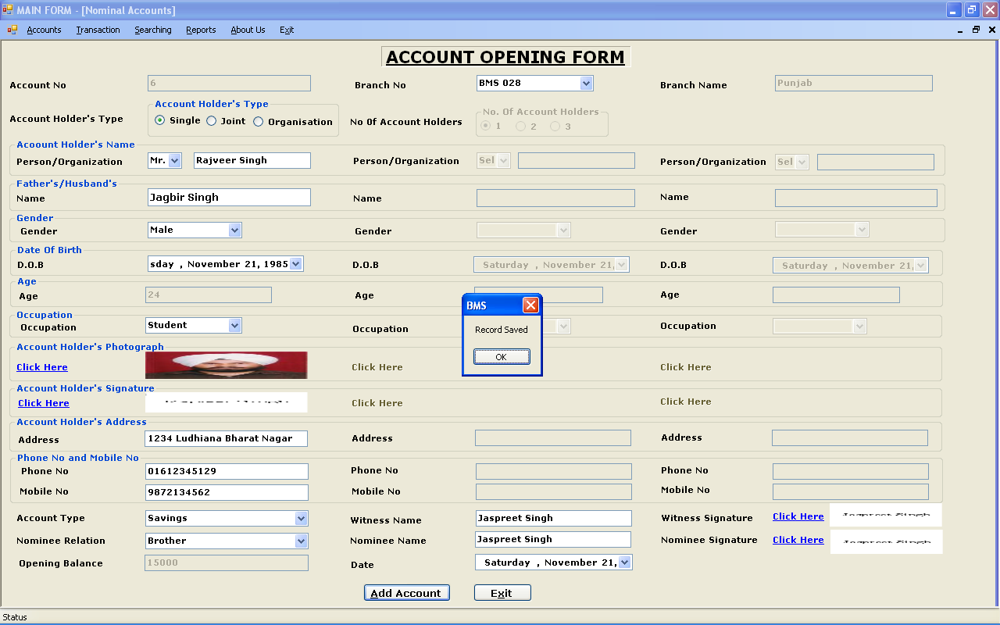 MAIN FORM - [Nominal Accounts]
Accounts Transaction Searching Reports About Us Exit
ACCOUNT OPENING FORM
Account No 6 Branch No BMS 028 Branch Name Punjab
Account Holder's Type
Account Holder's Type Single Joint Organisation
No Of Account Holders
No. Of Account Holders
1 2 3
Acoount Holder's Name
Person/Organization Mr. Rajveer Singh Person/Organization Sel Person/Organization Sel
Father's/Husband's
Name Jagbir Singh Name Name
Gender
Gender Male Gender Gender
Date Of Birth
D.O.B sday , November 21, 1985 D.O.B Saturday , November 21, D.O.B Saturday , November 21,
Age
Age 24 Age Age
Occupation
Occupation Student Occupation Occupation
BMS
Record Saved
OK
Account Holder's Photograph
Click Here Click Here Click Here
Account Holder's Signature
Click Here Click Here Click Here
Account Holder's Address
Address 1234 Ludhiana Bharat Nagar Address Address
Phone No and Mobile No
Phone No 01612345129 Phone No Phone No
Mobile No 9872134562 Mobile No Mobile No
Account Type Savings Witness Name Jaspreet Singh Witness Signature Click Here Jaspreet Singh
Nominee Relation Brother Nominee Name Jaspreet Singh Nominee Signature Click Here Jaspreet Singh
Opening Balance 15000 Date Saturday , November 21,
Add Account Exit
Status